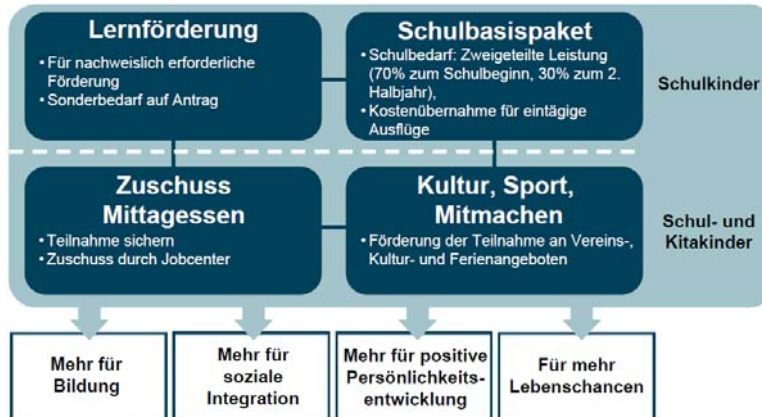 Lernförderung
• Für nachweislich erforderliche
Förderung
• Sonderbedarf auf Antrag
Schulbasispaket
• Schulbedarf: Zweigeteilte Leistung
(70% zum Schulbeginn, 30% zum 2.
Halbjahr),
• Kostenübernahme für eintägige
Ausflüge
Schulkinder
Zuschuss
Mittagessen
• Teilnahme sichern
• Zuschuss durch Jobcenter
Kultur, Sport,
Mitmachen
• Förderung der Teilnahme an Vereins-,
Kultur- und Ferienangeboten
Schul- und
Kitakinder
Mehr für
Bildung
Mehr für
soziale
Integration
Mehr für positive
Persönlichkeits-
entwicklung
Für mehr
Lebenschancen